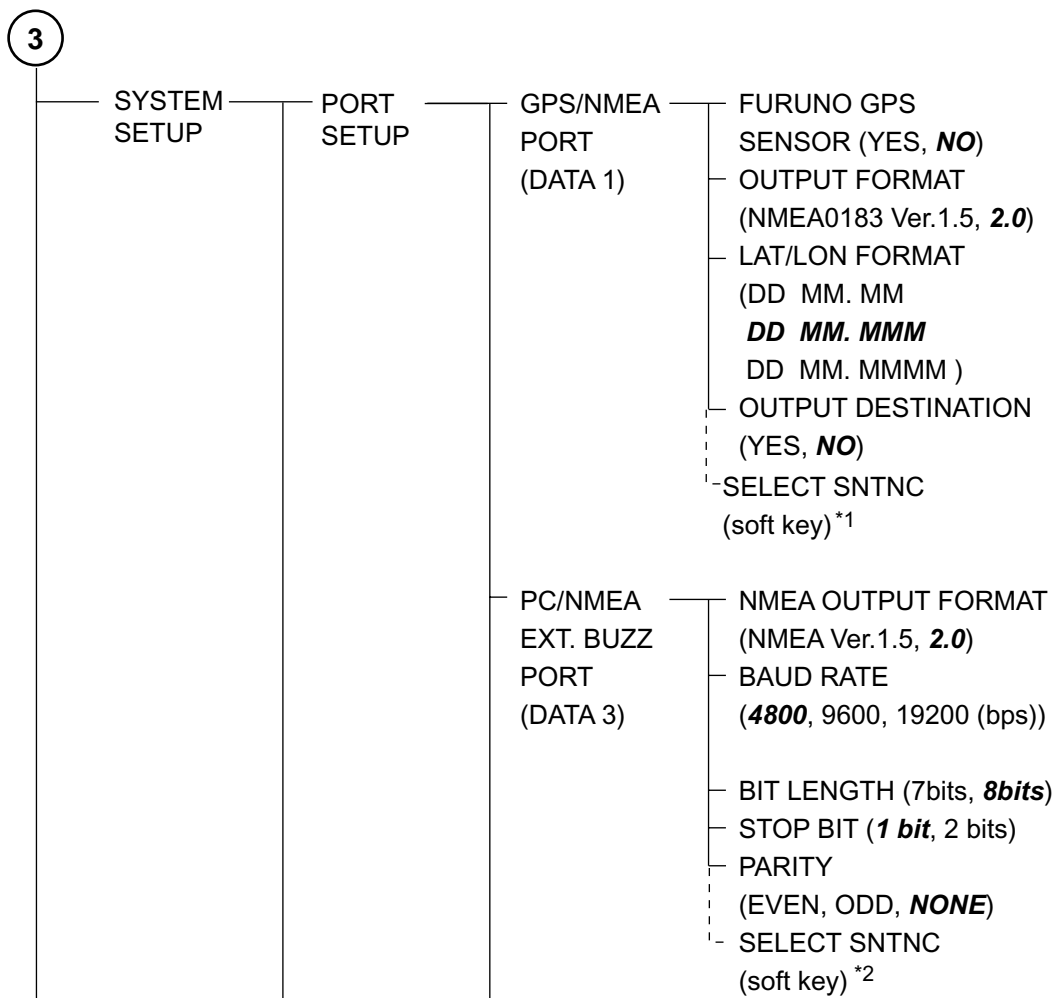 3
SYSTEM
SETUP
PORT
SETUP
GPS/NMEA
PORT
(DATA 1)
FURUNO GPS
SENSOR (YES, NO)
OUTPUT FORMAT
(NMEA0183 Ver.1.5, 2.0)
LAT/LON FORMAT
(DD MM. MM
DD MM. MMM
DD MM. MMMM )
OUTPUT DESTINATION
(YES, NO)
SELECT SNTNC
(soft key) *1
PC/NMEA
EXT. BUZZ
PORT
(DATA 3)
NMEA OUTPUT FORMAT
(NMEA Ver.1.5, 2.0)
BAUD RATE
(4800, 9600, 19200 (bps))
BIT LENGTH (7bits, 8bits)
STOP BIT (1 bit, 2 bits)
PARITY
(EVEN, ODD, NONE)
SELECT SNTNC
(soft key) *2